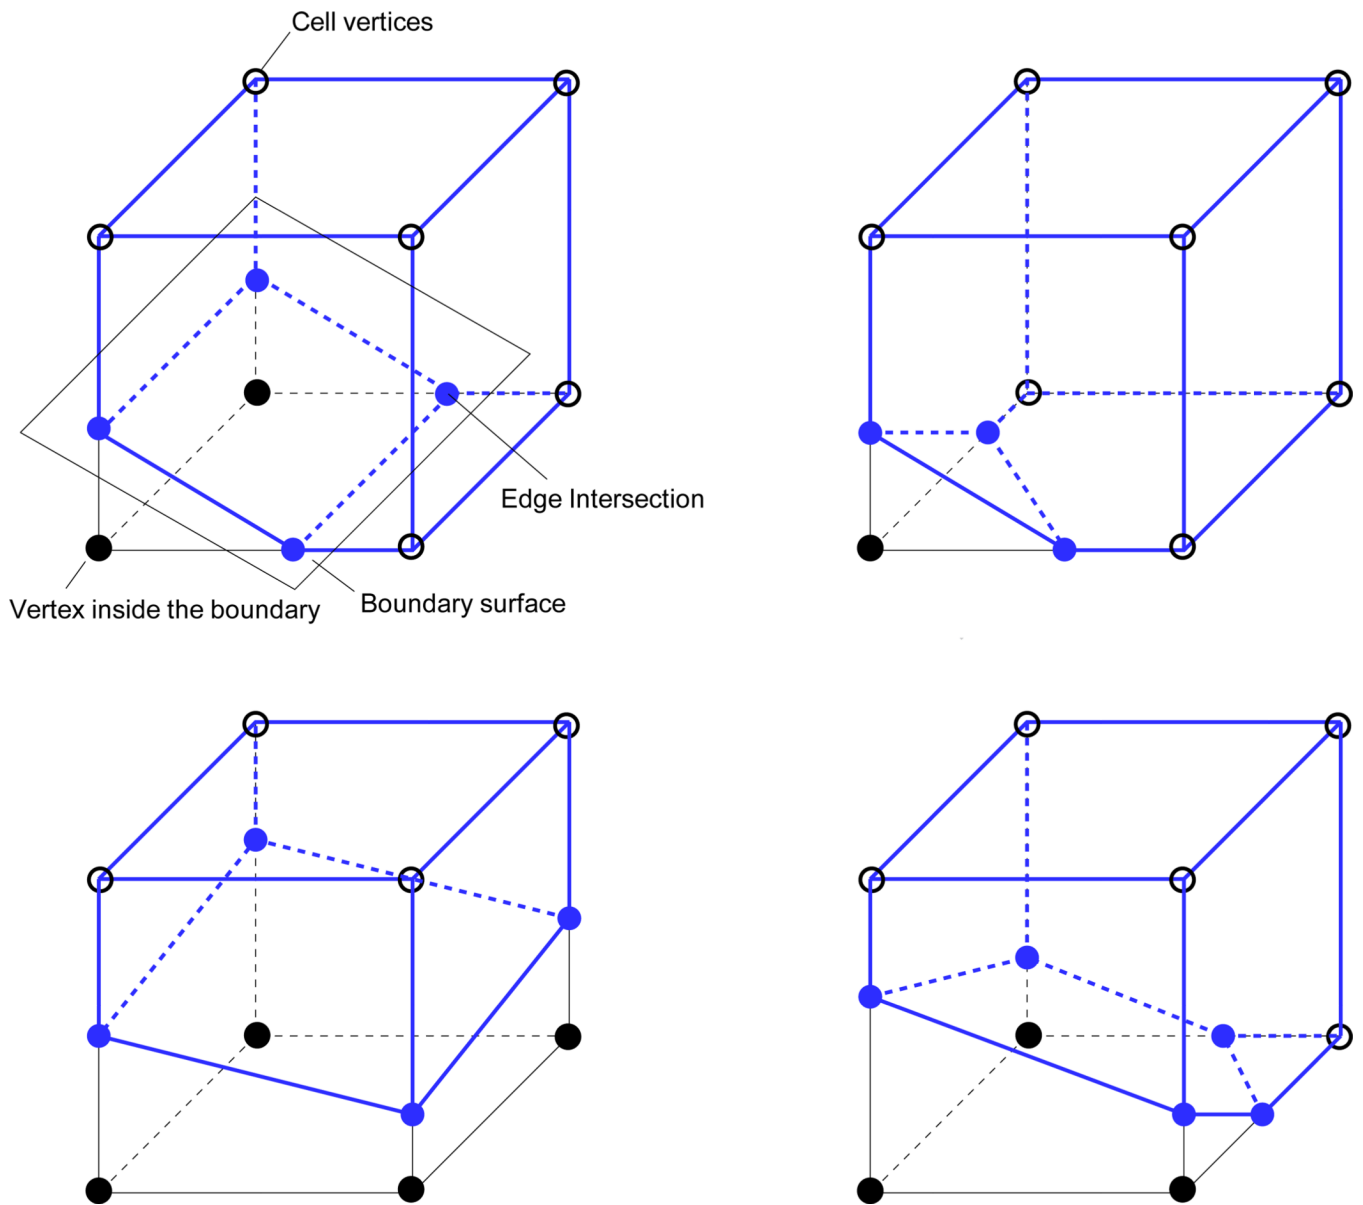 Cell vertices
Edge Intersection
Boundary surface
Vertex inside the boundary